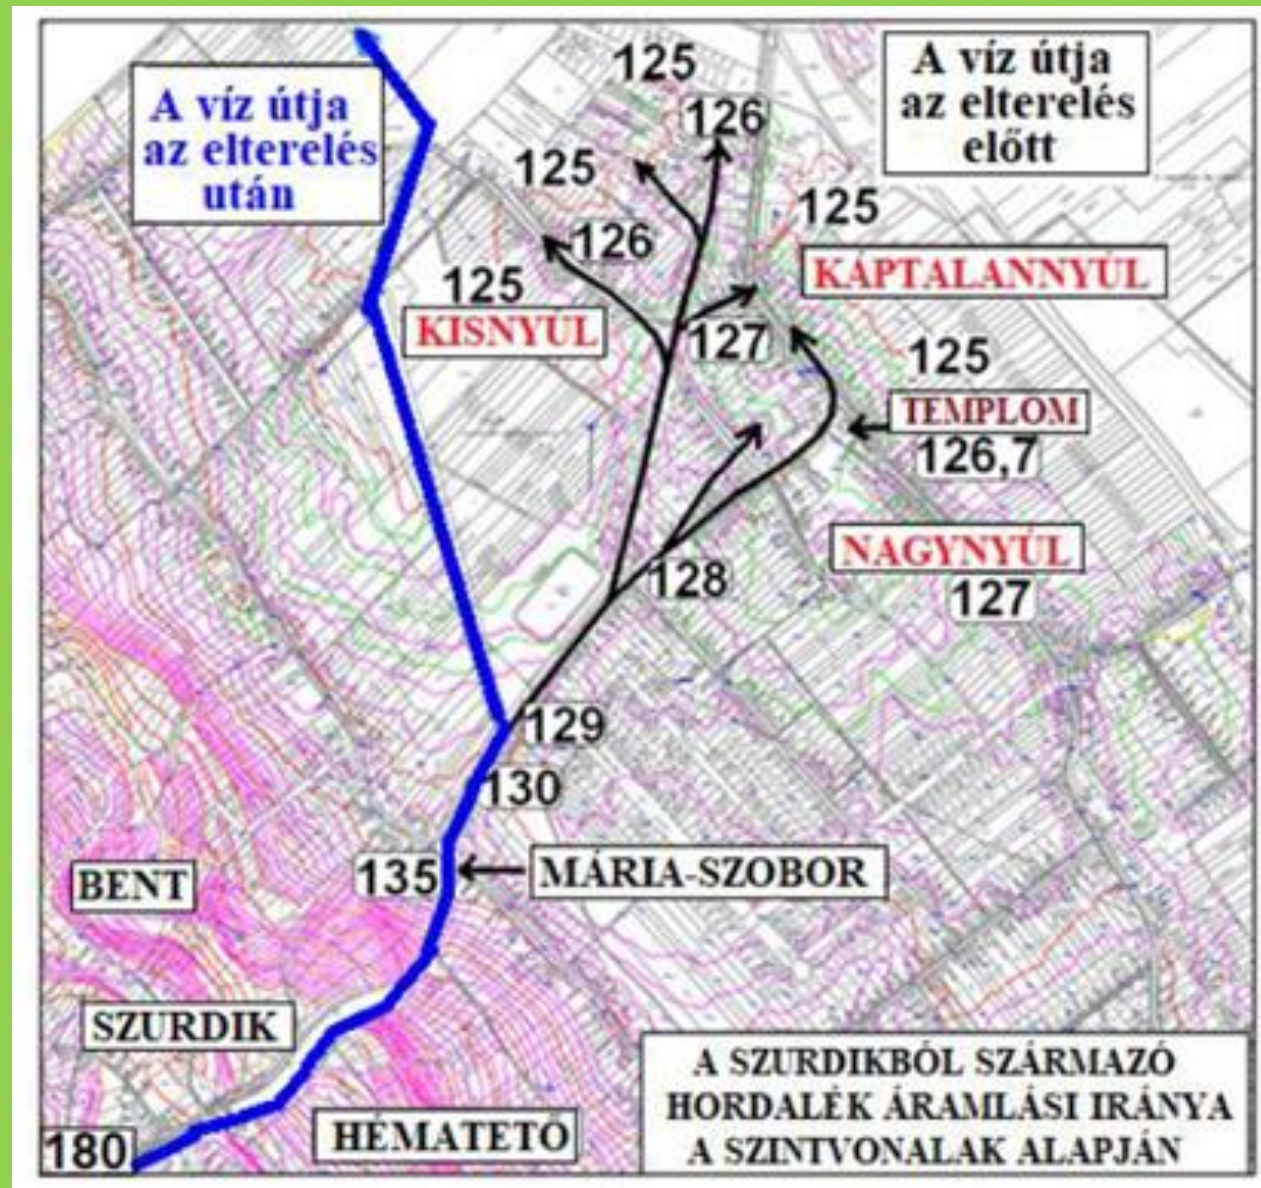 A víz útja
az elterelés
után
A víz útja
az elterelés
előtt
125
126
125
126
125
125
KÁPTALANNYÚL
KISNYÚL
127
125
TEMPLOM
126,7
NAGYNYÚL
127
128
129
130
135
MÁRIA-SZOBOR
BENT
SZURDIK
HÉMATETŐ
180
A SZURDIKBÓL SZÁRMAZÓ
HORDALÉK ÁRAMLÁSI IRÁNYA
A SZINTVONALAK ALAPJÁN